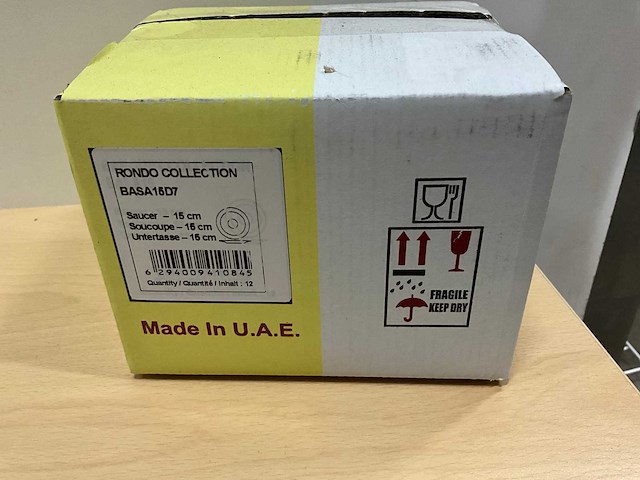 RONDO COLLECTION
BASA15D7
Saucer – 15 cm
Soucoupe – 15 cm
Untertasse – 15 cm
6 294009 410845
Quantity / Quantité / Inhalt : 12
Made In U.A.E.
FRAGILE
KEEP DRY